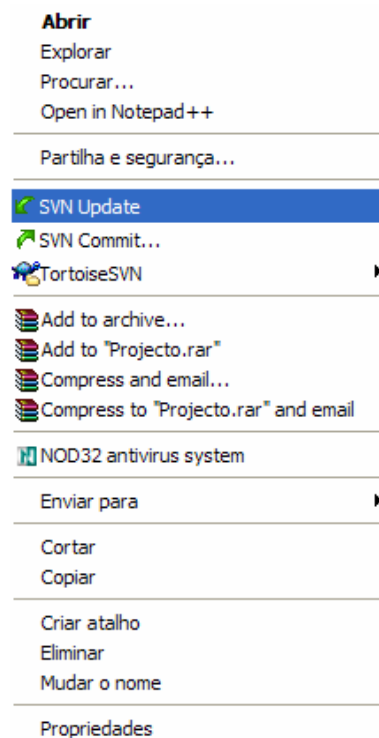 Abrir
Explorar
Procurar...
Open in Notepad++
Partilha e segurança...
SVN Update
SVN Commit...
TortoiseSVN
Add to archive...
Add to "Projecto.rar"
Compress and email...
Compress to "Projecto.rar" and email
NOD32 antivirus system
Enviar para
Cortar
Copiar
Criar atalho
Eliminar
Mudar o nome
Propriedades